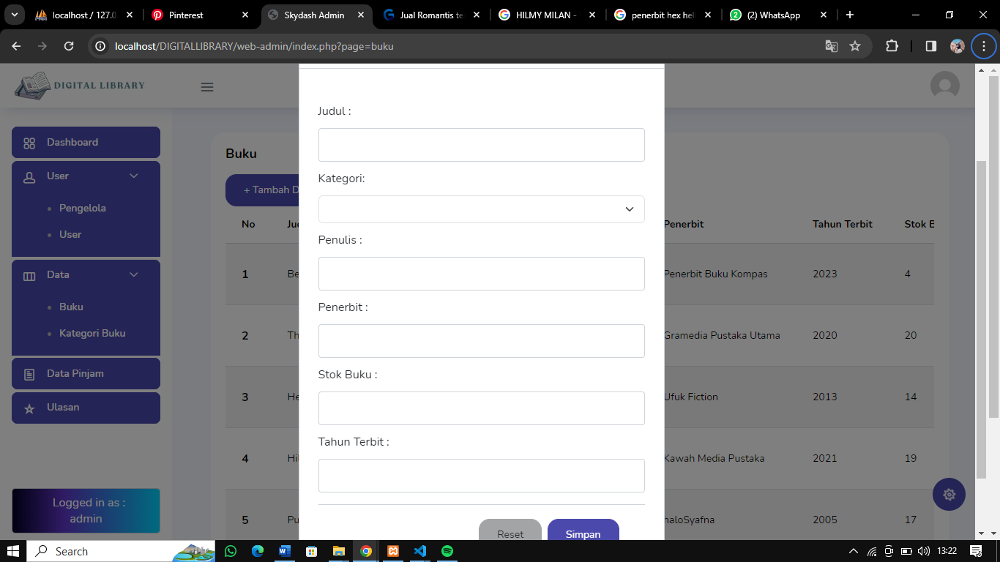 localhost / 127.0
Pinterest
Skydash Admin
Jual Romantis te
HILMY MILAN -
penerbit hex hel
(2) WhatsApp
localhost/DIGITALLIBRARY/web-admin/index.php?page=buku
DIGITAL LIBRARY
Dashboard
User
Pengelola
User
Data
Buku
Kategori Buku
Data Pinjam
Ulasan
Logged in as :
admin
Buku
+ Tambah D
No Ju Penerbit Tahun Terbit Stok B
1 Be Penerbit Buku Kompas 2023 4
2 Th Gramedia Pustaka Utama 2020 20
3 He Ufuk Fiction 2013 14
4 Hil Kawah Media Pustaka 2021 19
5 Pu haloSyafna 2005 17
Judul :
Kategori:
Penulis :
Penerbit :
Stok Buku :
Tahun Terbit :
Reset Simpan
Search
13:22